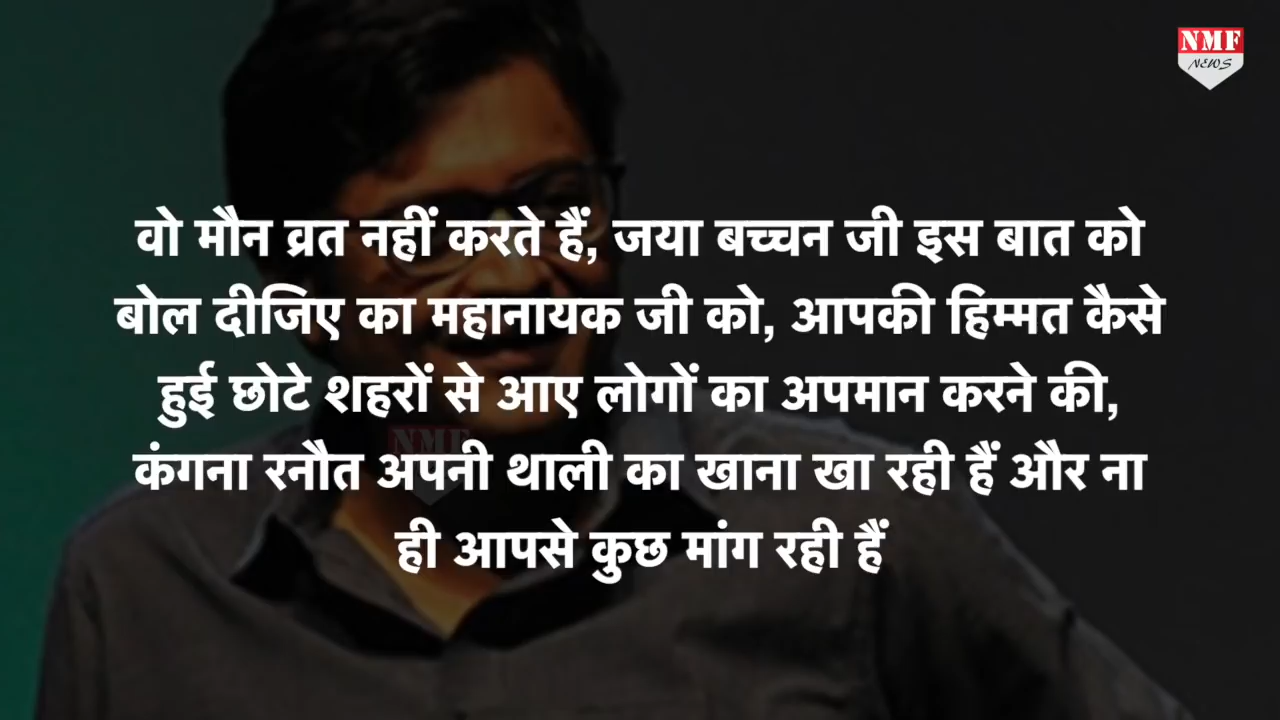 NMF
NEWS
वो मौन व्रत नहीं करते हैं, जया बच्चन जी इस बात को
बोल दीजिए का महानायक जी को, आपकी हिम्मत कैसे
हुई छोटे शहरों से आए लोगों का अपमान करने की,
NMF
कंगना रनौत अपनी थाली का खाना खा रही हैं और ना
ही आपसे कुछ मांग रही हैं